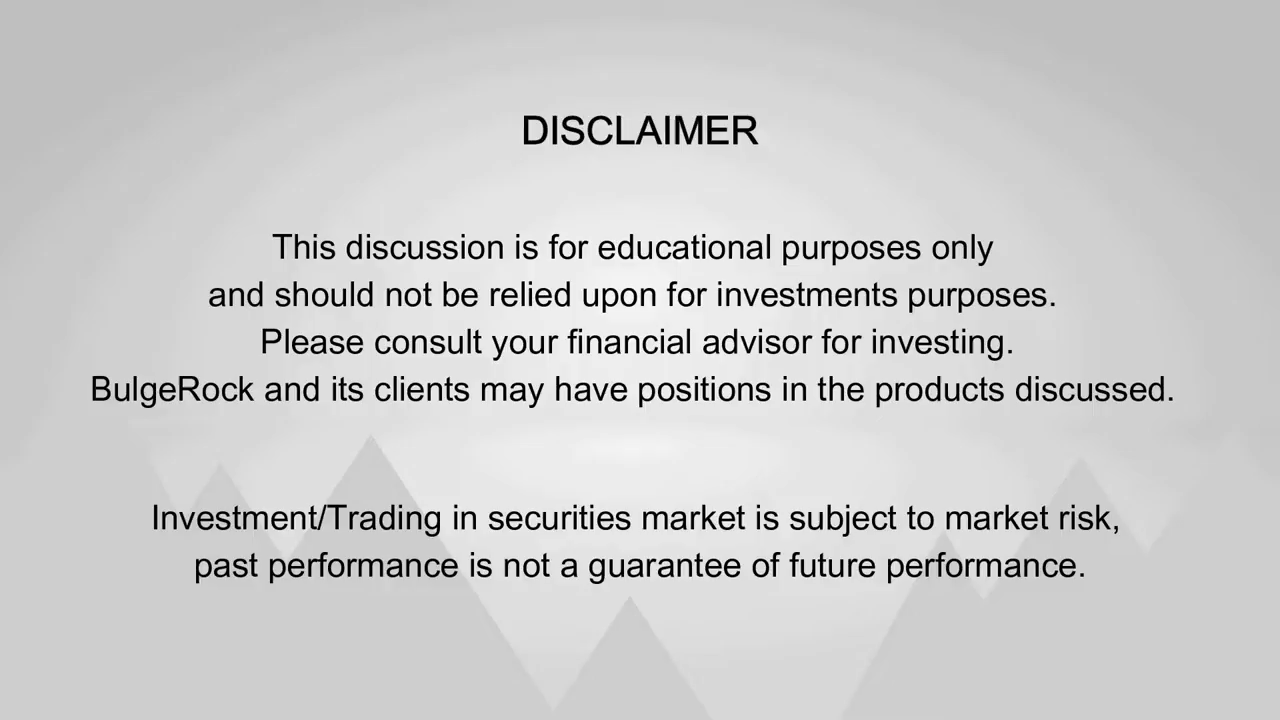 DISCLAIMER
This discussion is for educational purposes only
and should not be relied upon for investments purposes.
Please consult your financial advisor for investing.
BulgeRock and its clients may have positions in the products discussed.
Investment/Trading in securities market is subject to market risk,
past performance is not a guarantee of future performance.